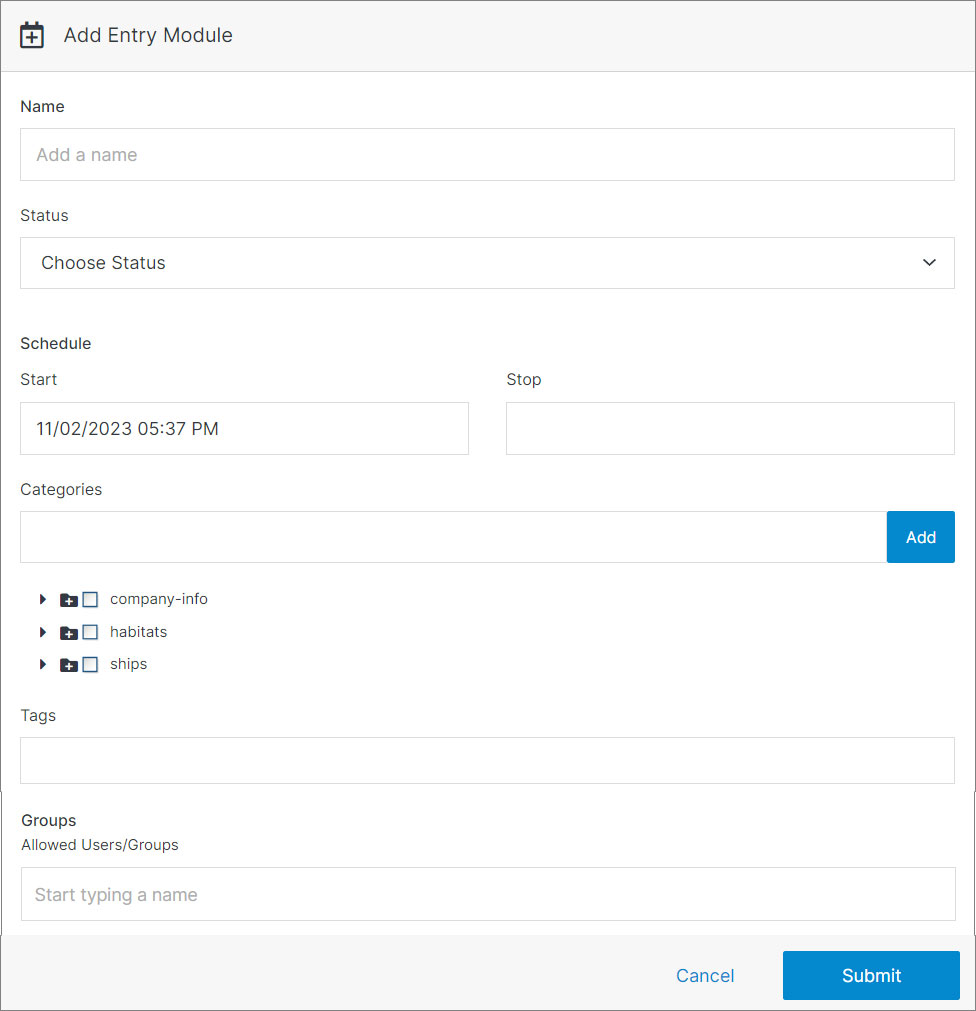 Add Entry Module
Name
Add a name
Status
Choose Status
Schedule
Start
Stop
11/02/2023 05:37 PM
Categories
Add
company-info
habitats
ships
Tags
Groups
Allowed Users/Groups
Start typing a name
Cancel
Submit